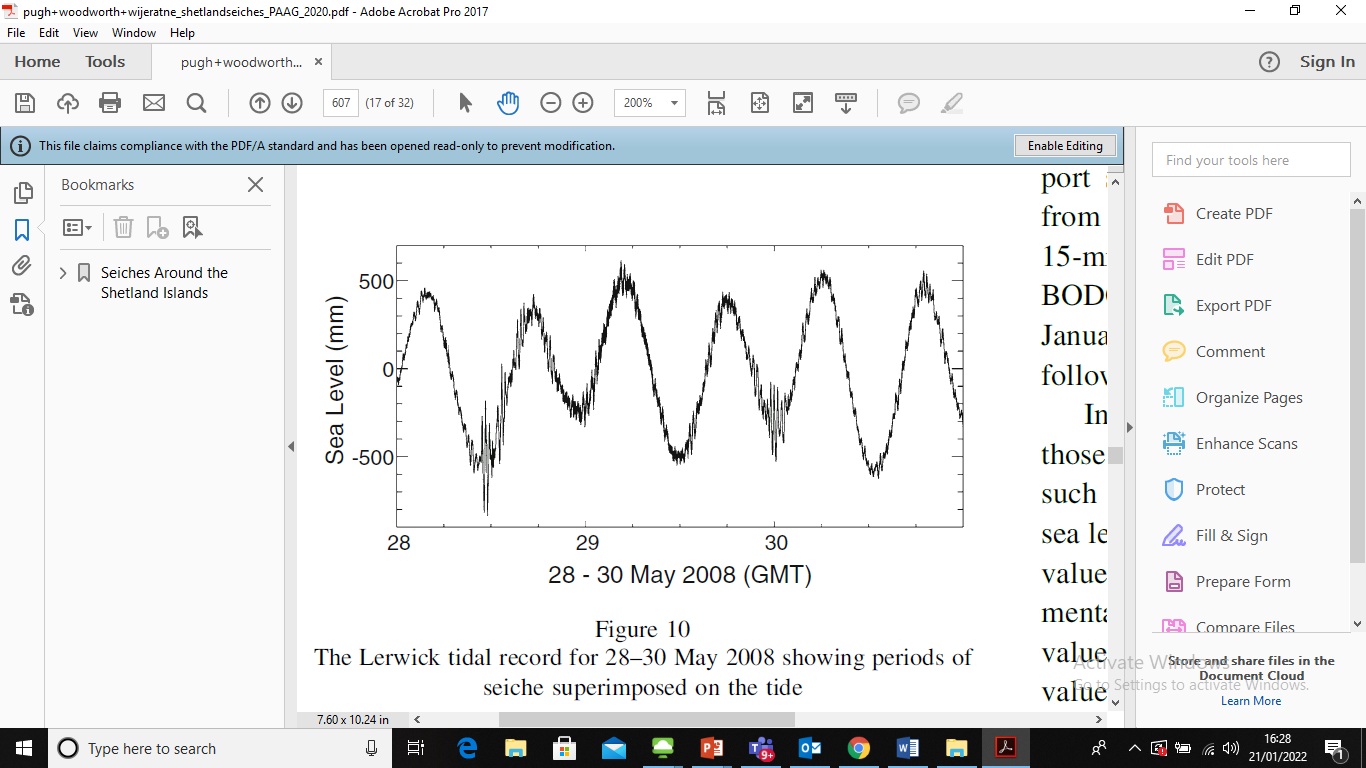 pugh+woodworth+wijeratne_shetlandseiches_PAAG_2020.pdf - Adobe Acrobat Pro 2017
File Edit View Window Help
Home Tools pugh+woodworth... × ? Sign In
607 (17 of 32) 200%
This file claims compliance with the PDF/A standard and has been opened read-only to prevent modification. Enable Editing
Bookmarks
Seiches Around the
Shetland Islands
500
0
-500
Sea Level (mm)
28 29 30
28 - 30 May 2008 (GMT)
Figure 10
The Lerwick tidal record for 28–30 May 2008 showing periods of
seiche superimposed on the tide
port
from
15-m
BOD
Janua
follov
In
those
such
sea le
value
menta
value
value
7.60 x 10.24 in
Find your tools here
Create PDF
Edit PDF
Export PDF
Comment
Organize Pages
Enhance Scans
Protect
Fill & Sign
Prepare Form
Compare Files
Store and share files in the
Document Cloud
Learn More
Activate Windows
Go to Settings to activate Windows.
Type here to search
9+
16:28
21/01/2022
1